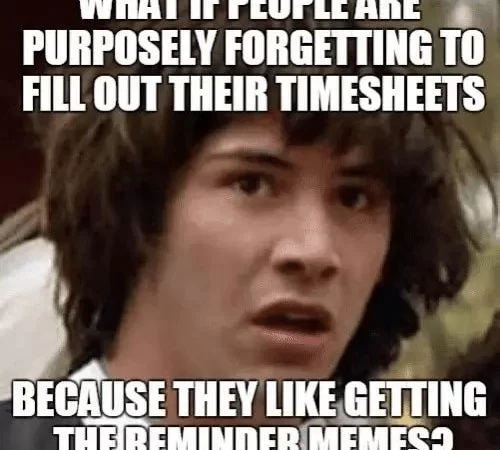 WHAT IF PEOPLE ARE
PURPOSELY FORGETTING TO
FILL OUT THEIR TIMESHEETS
BECAUSE THEY LIKE GETTING
THE REMINDER MEMES?